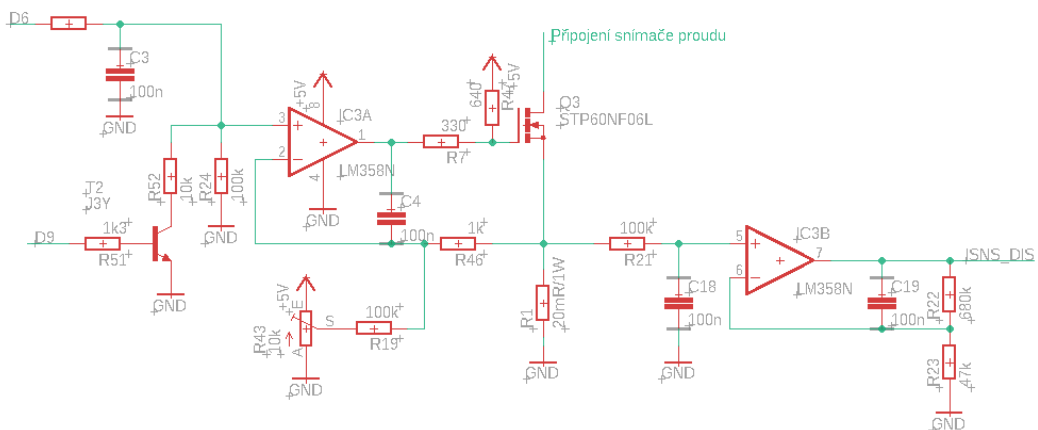 D6
C3
100n
GND
+5V
8
3
2
1
4
IC3A
LM358N
GND
R52
10k
R24
100k
GND
T2
J3Y
D9
1k3
R51
GND
C4
100n
330
R7
640
+5V
Q3
STP60NF06L
Připojení snímače proudu
1k
R46
+5V
E
S
A
R43
10k
GND
100k
R19
R1
20mR/1W
GND
100k
R21
C18
100n
GND
5
6
7
IC3B
LM358N
C19
100n
ISNS_DIS
R22
680k
R23
47k
GND